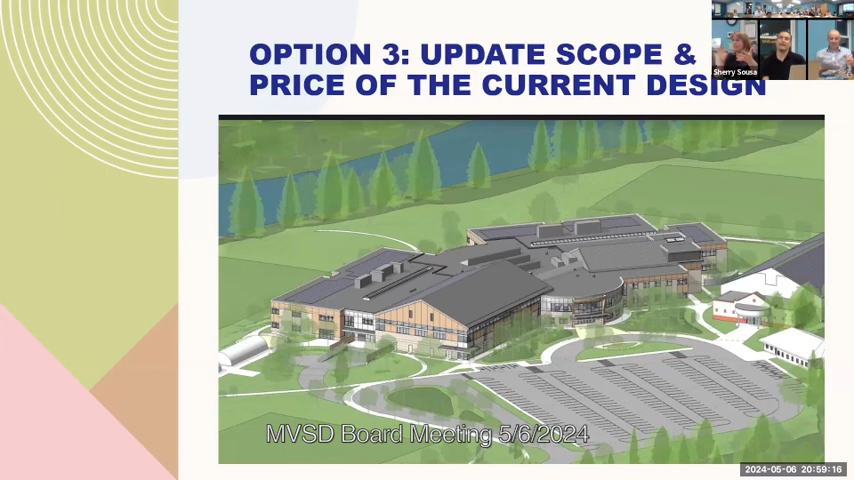 OPTION 3: UPDATE SCOPE &
PRICE OF THE CURRENT DESIGN
Sherry Sousa
MVSD Board Meeting 5/6/2024
2024-05-06 20:59:16